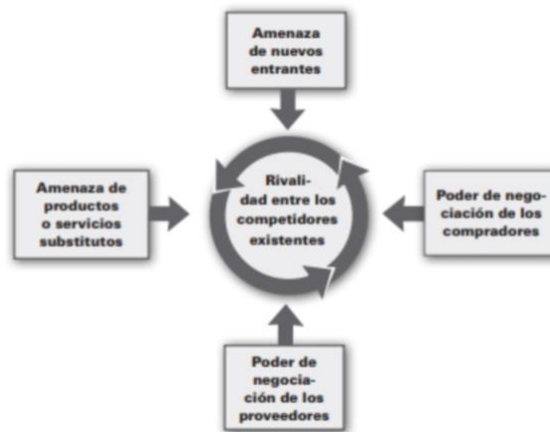 Amenaza
de nuevos
entrantes
Amenaza de
productos
o servicios
substitutos
Rivali-
dad entre los
competidores
existentes
Poder de nego-
ciación de los
compradores
Poder de
negocia-
ción de los
proveedores